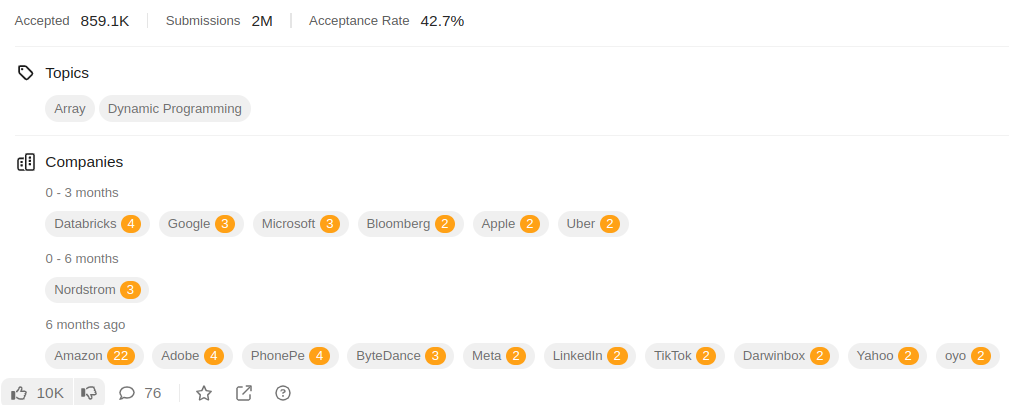 Accepted 859.1K Submissions 2M Acceptance Rate 42.7%
Topics
Array Dynamic Programming
Companies
0 - 3 months
Databricks 4 Google 3 Microsoft 3 Bloomberg 2 Apple 2 Uber 2
0 - 6 months
Nordstrom 3
6 months ago
Amazon 22 Adobe 4 PhonePe 4 ByteDance 3 Meta 2 LinkedIn 2 TikTok 2 Darwinbox 2 Yahoo 2 oyo 2
10K 76